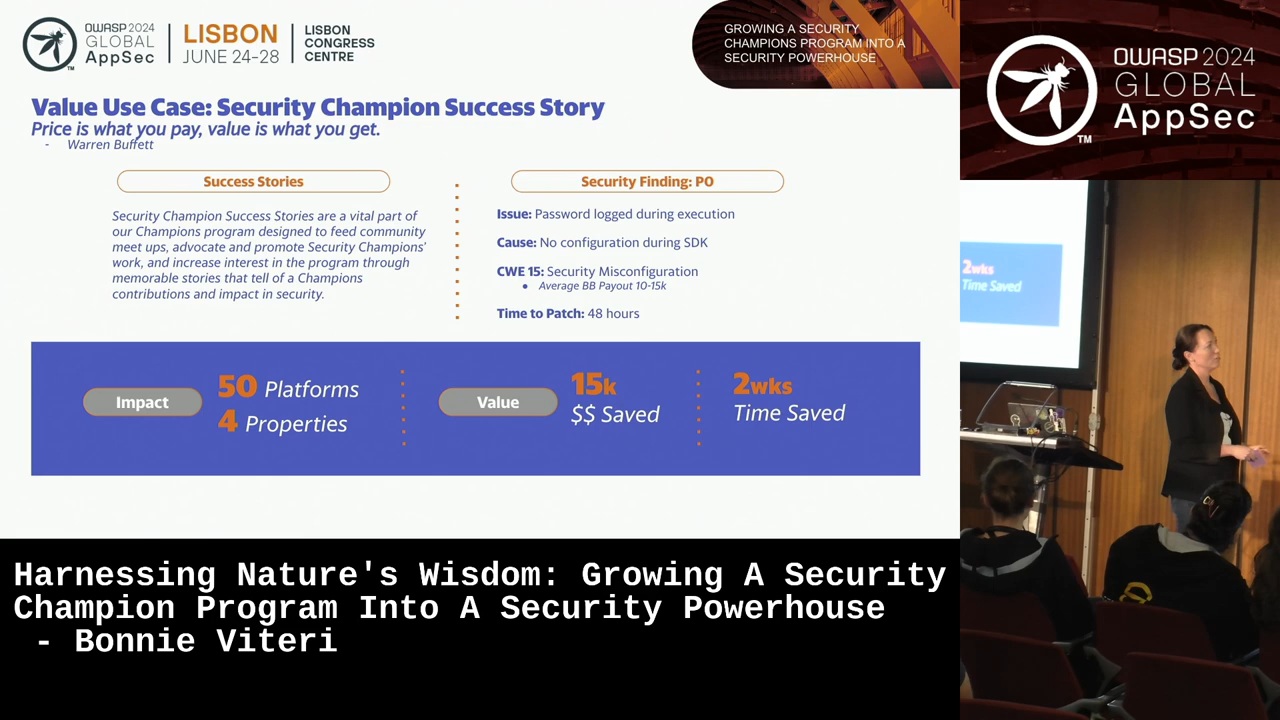 OWASP 2024
GLOBAL
AppSec
TM
LISBON
JUNE 24-28
LISBON
CONGRESS
CENTRE
GROWING A SECURITY
CHAMPIONS PROGRAM INTO A
SECURITY POWERHOUSE
OWASP 2024
GLOBAL
AppSec
TM
Value Use Case: Security Champion Success Story
Price is what you pay, value is what you get.
- Warren Buffett
Success Stories
Security Champion Success Stories are a vital part of
our Champions program designed to feed community
meet ups, advocate and promote Security Champions'
work, and increase interest in the program through
memorable stories that tell of a Champions
contributions and impact in security.
Security Finding: P0
Issue: Password logged during execution
Cause: No configuration during SDK
CWE 15: Security Misconfiguration
• Average BB Payout 10-15k
Time to Patch: 48 hours
Impact
50 Platforms
4 Properties
Value
15k
$$ Saved
2wks
Time Saved
2wks
Time Saved
Harnessing Nature's Wisdom: Growing A Security
Champion Program Into A Security Powerhouse
- Bonnie Viteri